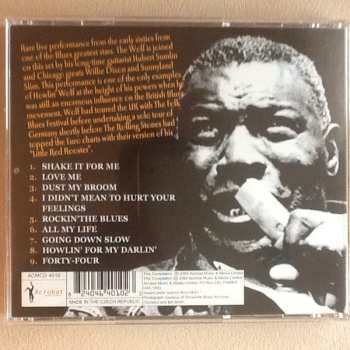 Rare live performance from the early sixties from
one of the Blues greatest stars. The Wolf is joined
on this set by his long time guitarist Hubert Sumlin
and Chicago greats Willie Dixon and Sunnyland
Slim. This performance is one of the only examples
of Howlin' Wolf at the height of his powers when he
was still an enormous influence on the British Blues
movement. Wolf had toured the UK with The Folk
Blues Festival before undertaking a solo tour of
Germany shortly before The Rolling Stones had
topped the Euro charts with their version of his
"Little Red Rooster".
1. SHAKE IT FOR ME
2. LOVE ME
3. DUST MY BROOM
4. I DIDN'T MEAN TO HURT YOUR
FEELINGS
5. ROCKIN'THE BLUES
6. ALL MY LIFE
7. GOING DOWN SLOW
8. HOWLIN' FOR MY DARLIN'
9. FORTY-FOUR
ACMCD 4010
Acrobat
MADE IN THE CZECH REPUBLIC
8 24046 40102